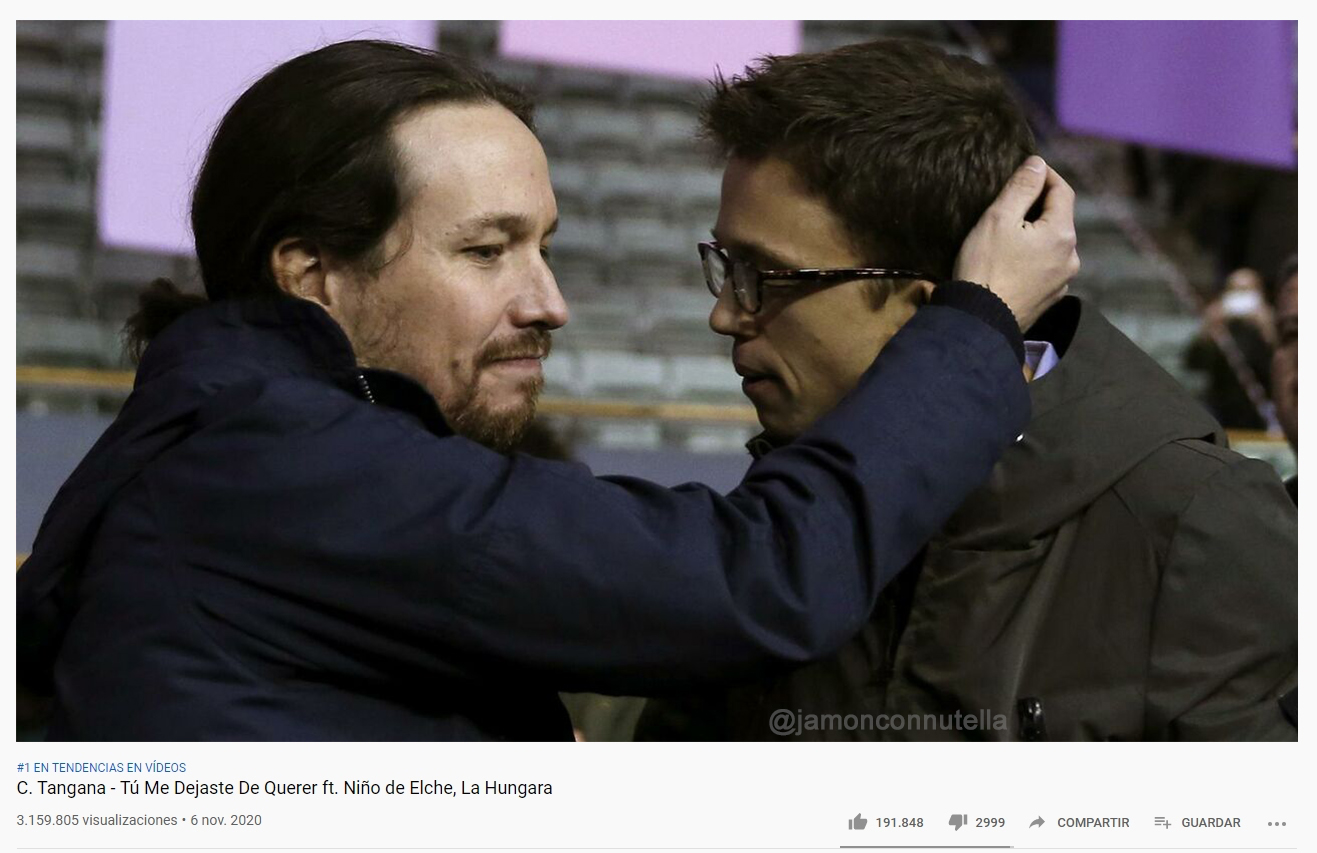 @jamonconnutella
#1 EN TENDENCIAS EN VÍDEOS
C. Tangana - Tú Me Dejaste De Querer ft. Niño de Elche, La Hungara
3.159.805 visualizaciones • 6 nov. 2020 191.848 2999 COMPARTIR GUARDAR